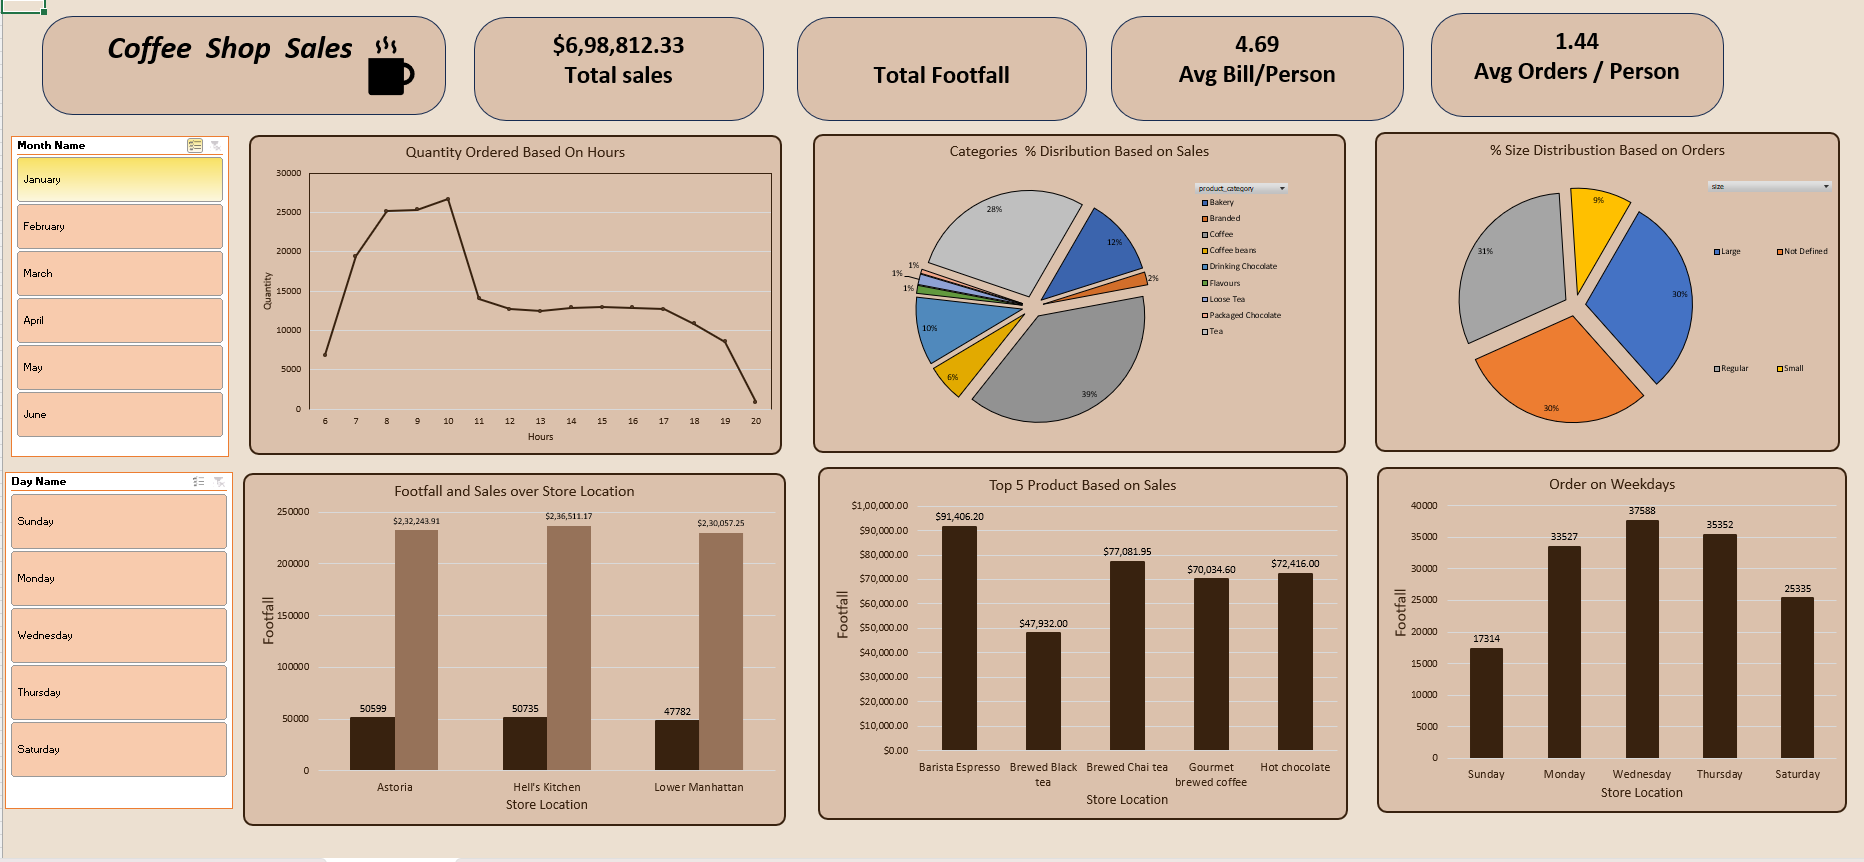 Coffee Shop Sales
$6,98,812.33
Total sales
Total Footfall
4.69
Avg Bill/Person
1.44
Avg Orders / Person
Month Name
January
February
March
April
May
June
Quantity Ordered Based On Hours
30000
25000
20000
15000
10000
5000
0
Quantity
6 7 8 9 10 11 12 13 14 15 16 17 18 19 20
Hours
Categories % Disribution Based on Sales
product_category
Bakery
Branded
Coffee
Coffee beans
Drinking Chocolate
Flavours
Loose Tea
Packaged Chocolate
Tea
28%
12%
2%
39%
6%
10%
1%
1%
1%
% Size Distribustion Based on Orders
size
Large
Not Defined
Regular
Small
9%
30%
30%
31%
Day Name
Sunday
Monday
Wednesday
Thursday
Saturday
Footfall and Sales over Store Location
250000
200000
150000
100000
50000
0
Footfall
$2,32,243.91
$2,36,511.17
$2,30,057.25
50599
50735
47782
Astoria
Hell's Kitchen
Lower Manhattan
Store Location
Top 5 Product Based on Sales
$1,00,000.00
$90,000.00
$80,000.00
$70,000.00
$60,000.00
$50,000.00
$40,000.00
$30,000.00
$20,000.00
$10,000.00
$0.00
Footfall
$91,406.20
$47,932.00
$77,081.95
$70,034.60
$72,416.00
Barista Espresso
Brewed Black
tea
Brewed Chai tea
Gourmet
brewed coffee
Hot chocolate
Store Location
Order on Weekdays
40000
35000
30000
25000
20000
15000
10000
5000
0
Footfall
17314
33527
37588
35352
25335
Sunday
Monday
Wednesday
Thursday
Saturday
Store Location